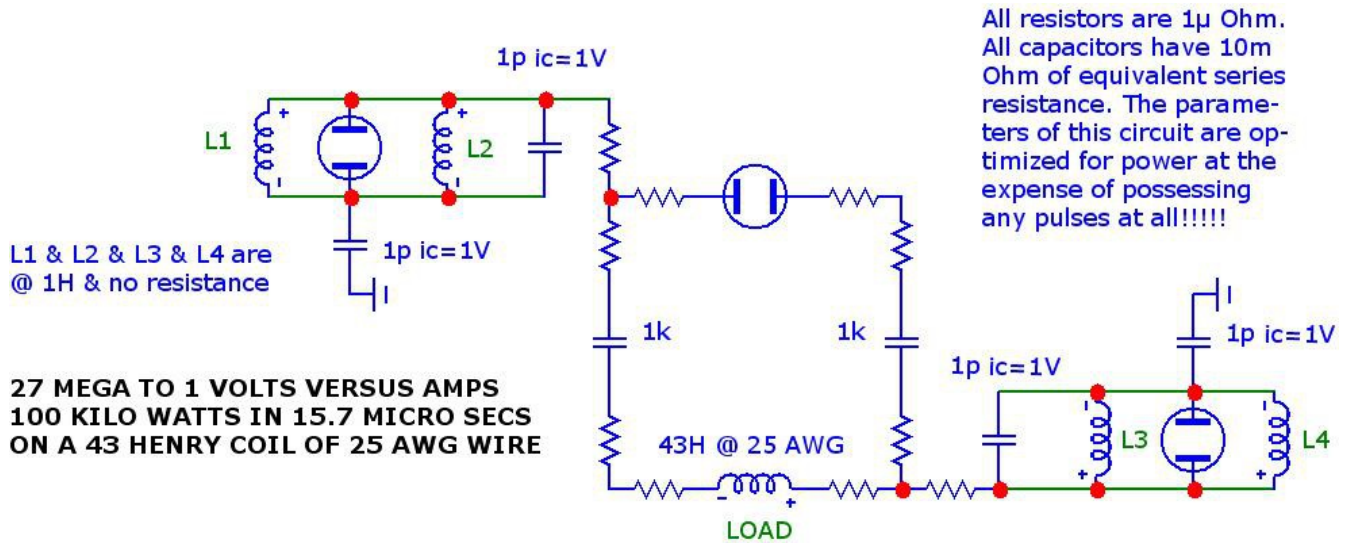 All resistors are 1µ Ohm.
All capacitors have 10m
Ohm of equivalent series
resistance. The parame-
ters of this circuit are op-
timized for power at the
expense of possessing
any pulses at all!!!!!
1p ic=1V
L1
+
-
+
-
L2
1p ic=1V
L1 & L2 & L3 & L4 are
@ 1H & no resistance
1k
1k
1p ic=1V
1p ic=1V
27 MEGA TO 1 VOLTS VERSUS AMPS
100 KILO WATTS IN 15.7 MICRO SECS
ON A 43 HENRY COIL OF 25 AWG WIRE
43H @ 25 AWG
-
+
LOAD
-
+
L3
-
+
L4